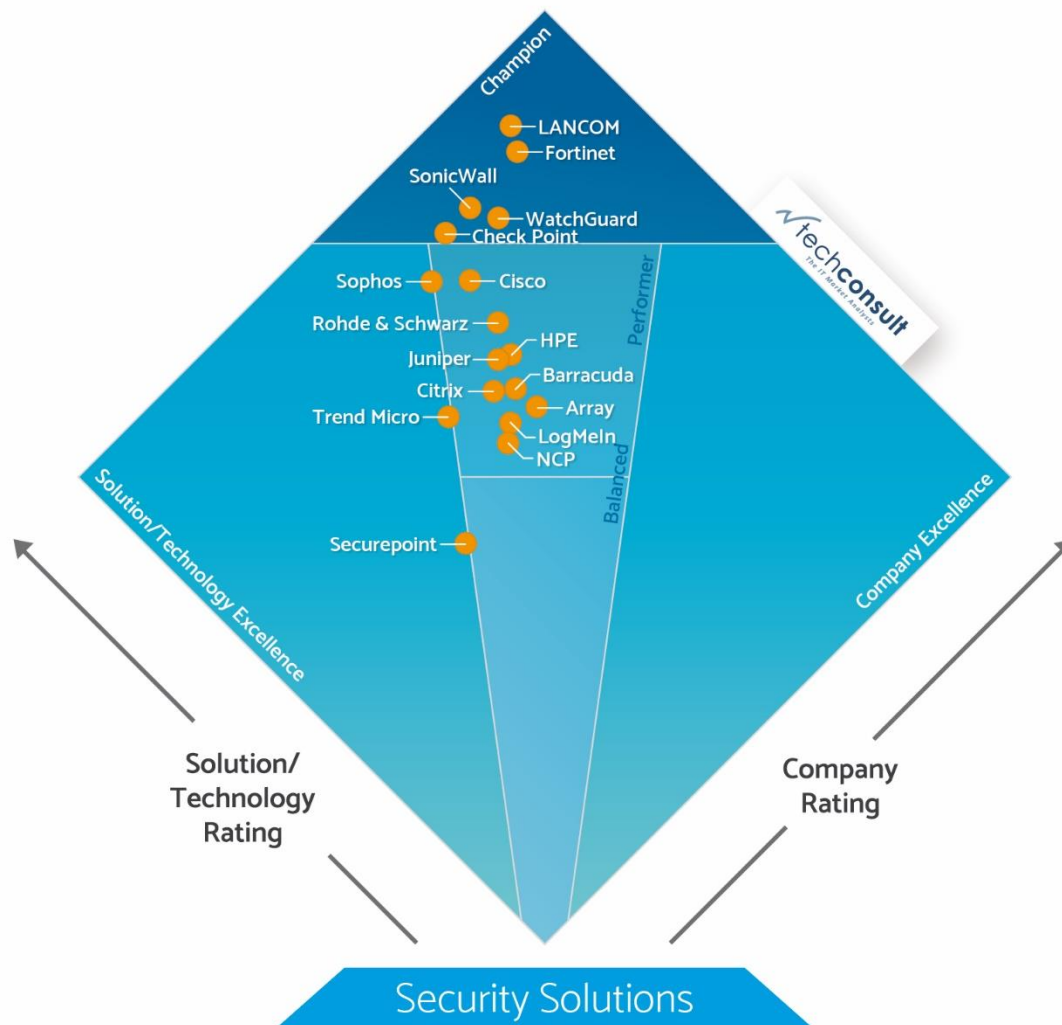 Champion
LANCOM
Fortinet
SonicWall
WatchGuard
Check Point
techconsult
The IT Market Analysts
Sophos
Cisco
Performer
Rohde & Schwarz
HPE
Juniper
Barracuda
Citrix
Array
Trend Micro
LogMeIn
NCP
Balanced
Solution/Technology Excellence
Company Excellence
Securepoint
Solution/
Technology
Rating
Company
Rating
Security Solutions